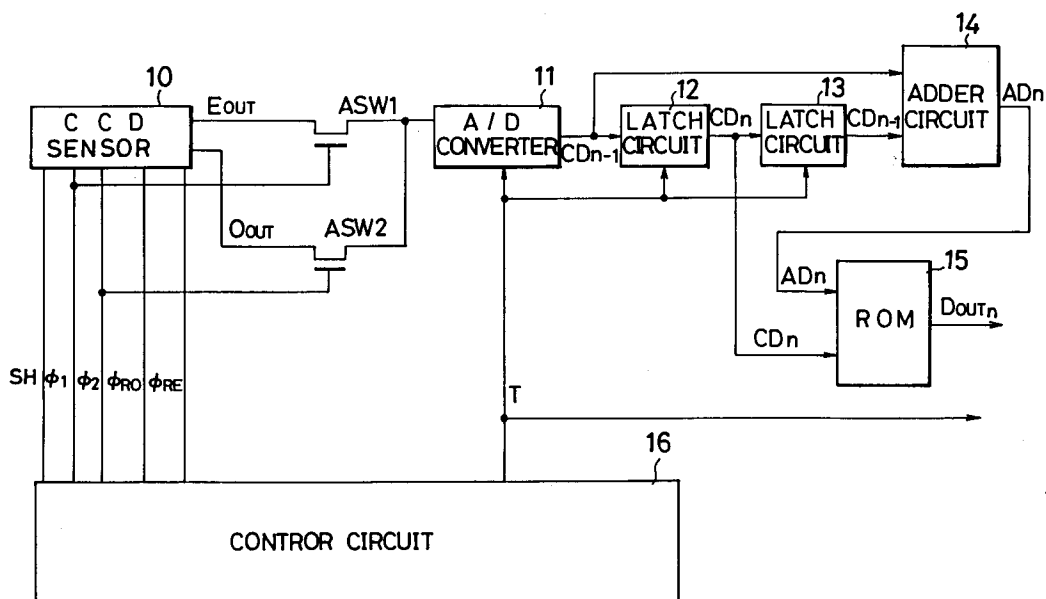 10
C C D
SENSOR
EOUT
ASW1
OOUT
ASW2
11
A / D
CONVERTER
CDn-1
12
LATCH
CIRCUIT
CDn
13
LATCH
CIRCUIT
CDn-1
14
ADDER
CIRCUIT
ADn
ADn
CDn
15
ROM
DOUTn
SH
φ1
φ2
φRO
φRE
T
16
CONTROR CIRCUIT